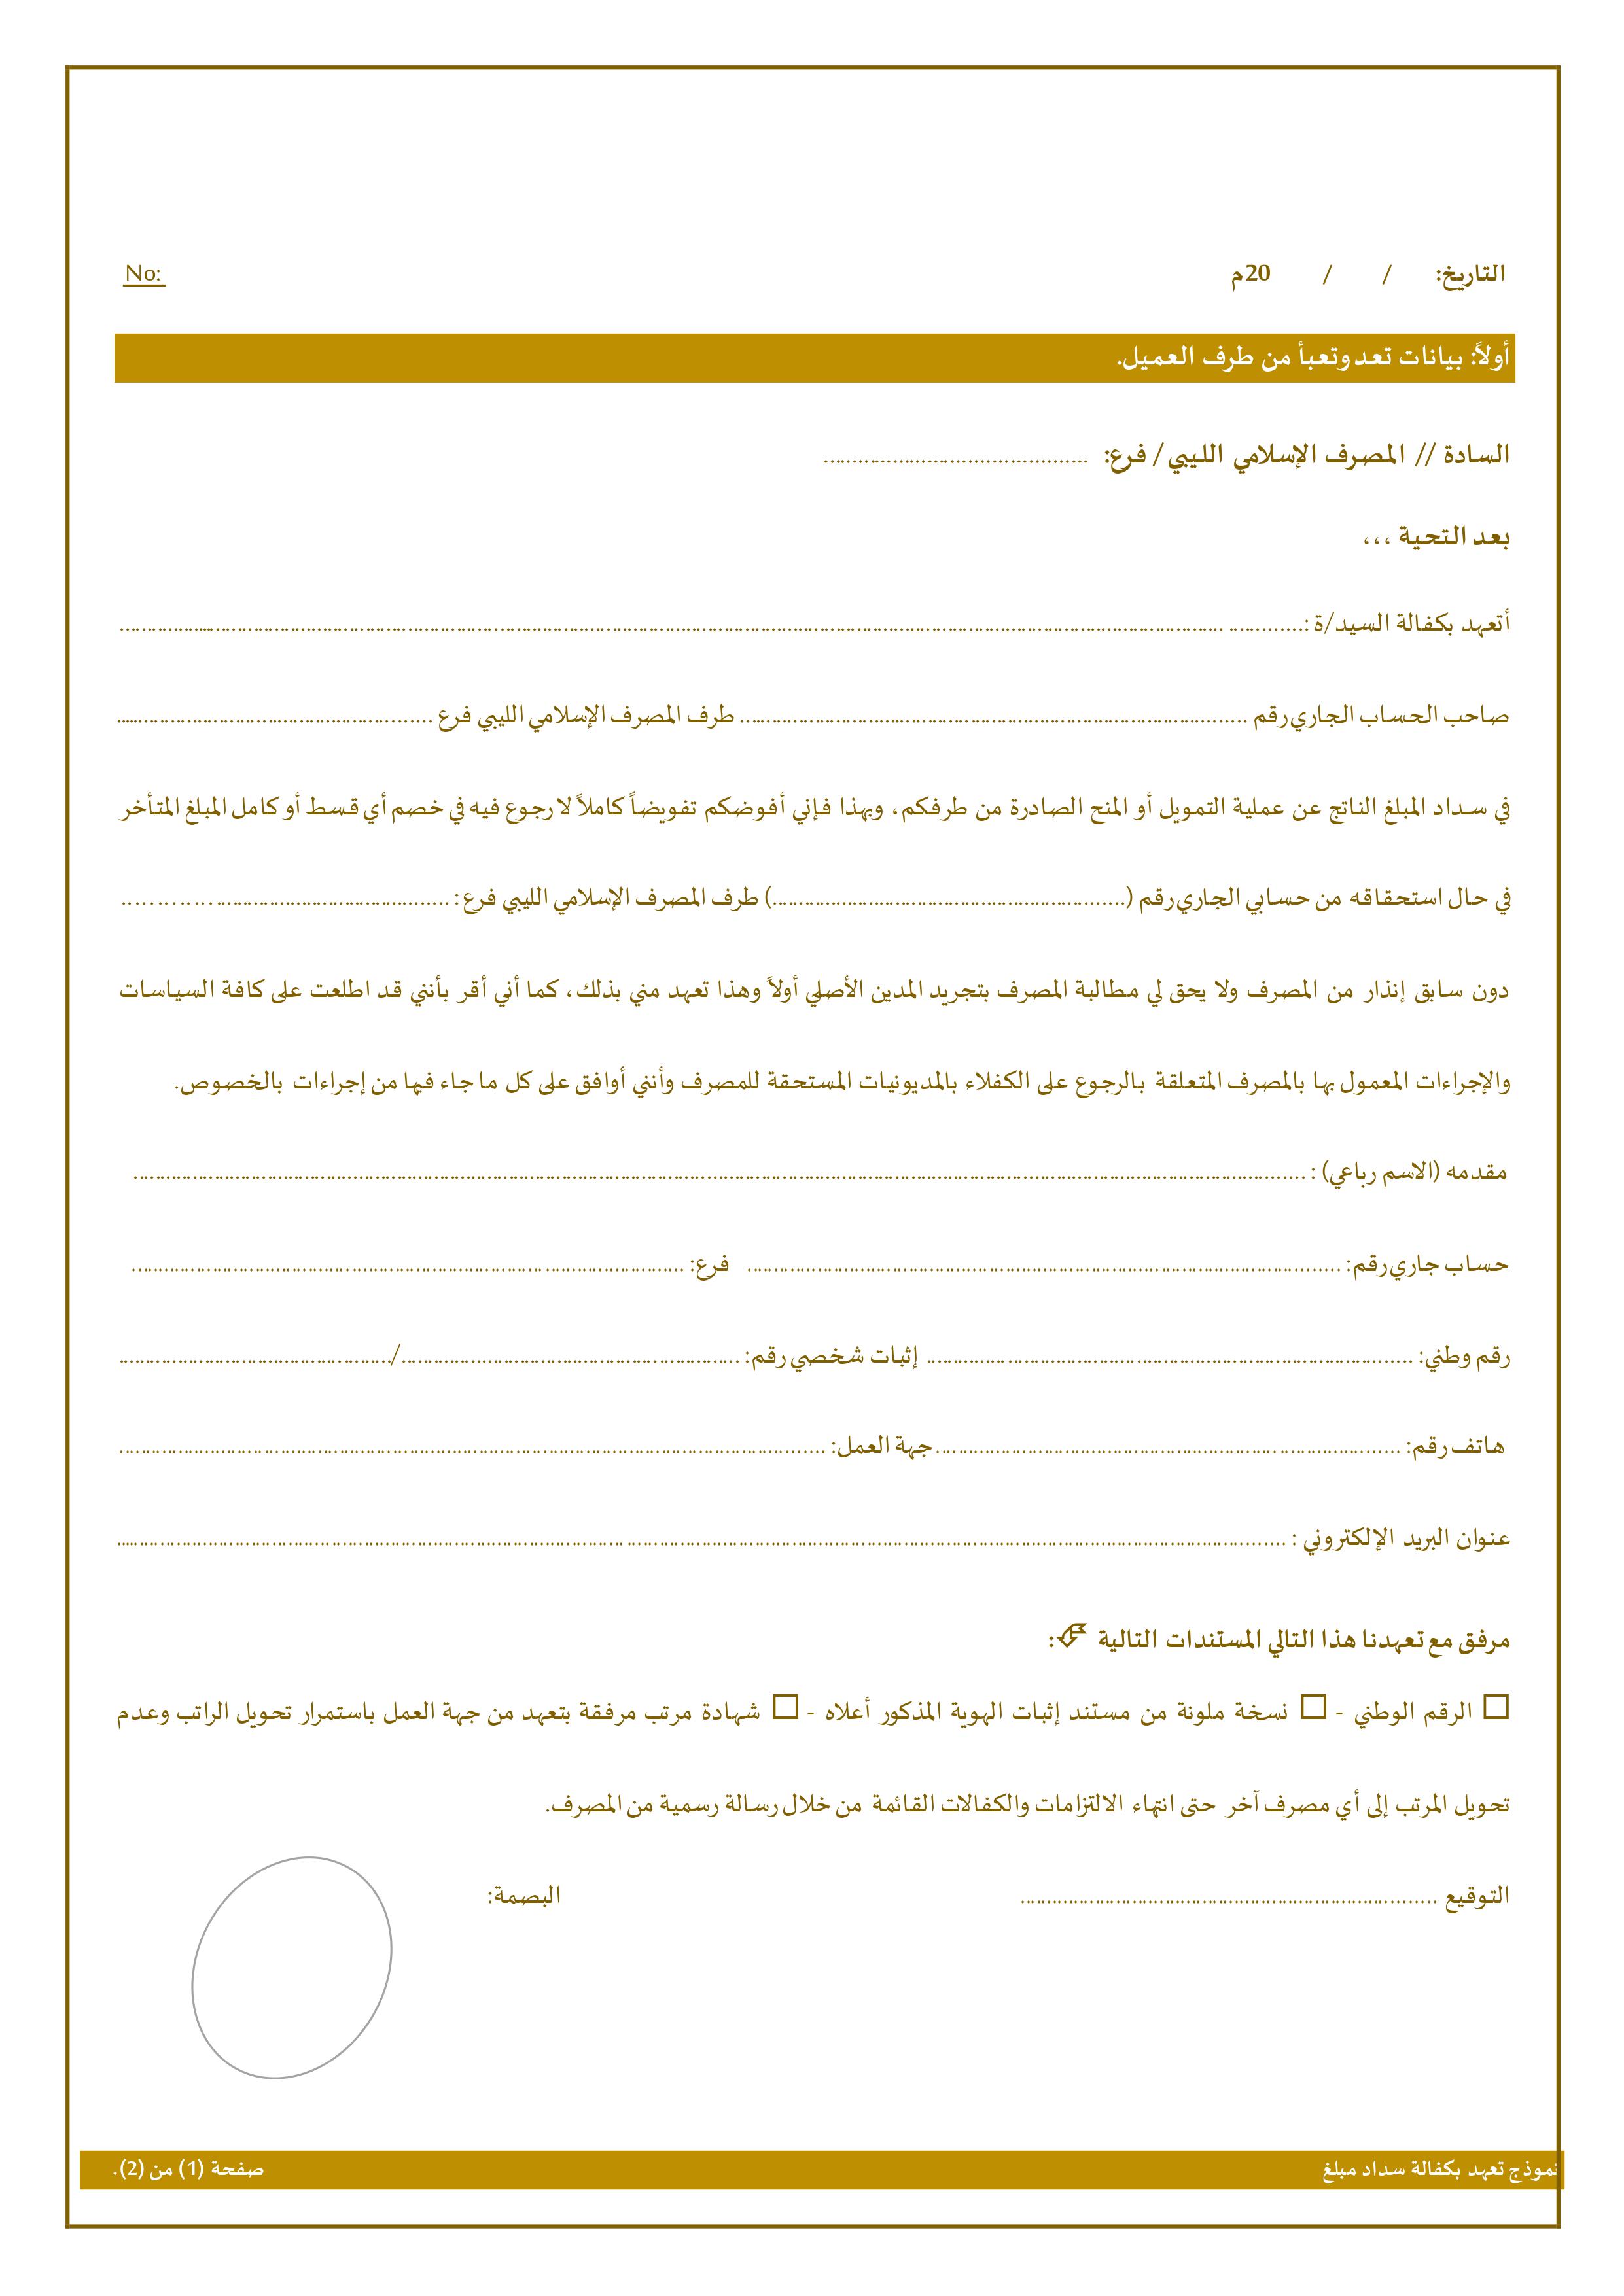 التاريخ: / / 20م
No:
أولاً: بيانات تعد وتعبأ من طرف العميل.
السادة // المصرف الإسلامي الليبي / فرع: ........................................
بعد التحية ،،،
أتعهد بكفالة السيد/ة :................................................................................
صاحب الحساب الجاري رقم ................................................ طرف المصرف الإسلامي الليبي فرع ........................................
في سداد المبلغ الناتج عن عملية التمويل أو المنح الصادرة من طرفكم، وبهذا فإني أفوضكم تفويضاً كاملاً لا رجوع فيه في خصم أي قسط أو كامل المبلغ المتأخر
في حال استحقاقه من حسابي الجاري رقم (................................................) طرف المصرف الإسلامي الليبي فرع: ........................................
دون سابق إنذار من المصرف ولا يحق لي مطالبة المصرف بتجريد المدين الأصلي أولاً وهذا تعهد مني بذلك، كما أني أقر بأنني قد اطلعت على كافة السياسات
والإجراءات المعمول بها بالمصرف المتعلقة بالرجوع على الكفلاء بالمديونيات المستحقة للمصرف وأنني أوافق على كل ما جاء فيها من إجراءات بالخصوص.
مقدمه (الاسم رباعي) : ................................................................................
حساب جاري رقم: ................................................ فرع: ................................................
رقم وطني: ................................................ إثبات شخصي رقم: ........................................../..........................................
هاتف رقم: ................................................ جهة العمل: ................................................
عنوان البريد الإلكتروني : ................................................................................
مرفق مع تعهدنا هذا التالي المستندات التالية :
☐ الرقم الوطني - ☐ نسخة ملونة من مستند إثبات الهوية المذكور أعلاه - ☐ شهادة مرتب مرفقة بتعهد من جهة العمل باستمرار تحويل الراتب وعدم
تحويل المرتب إلى أي مصرف آخر حتى انتهاء الالتزامات والكفالات القائمة من خلال رسالة رسمية من المصرف.
التوقيع ................................................ البصمة:
نموذج تعهد بكفالة سداد مبلغ
صفحة (1) من (2).